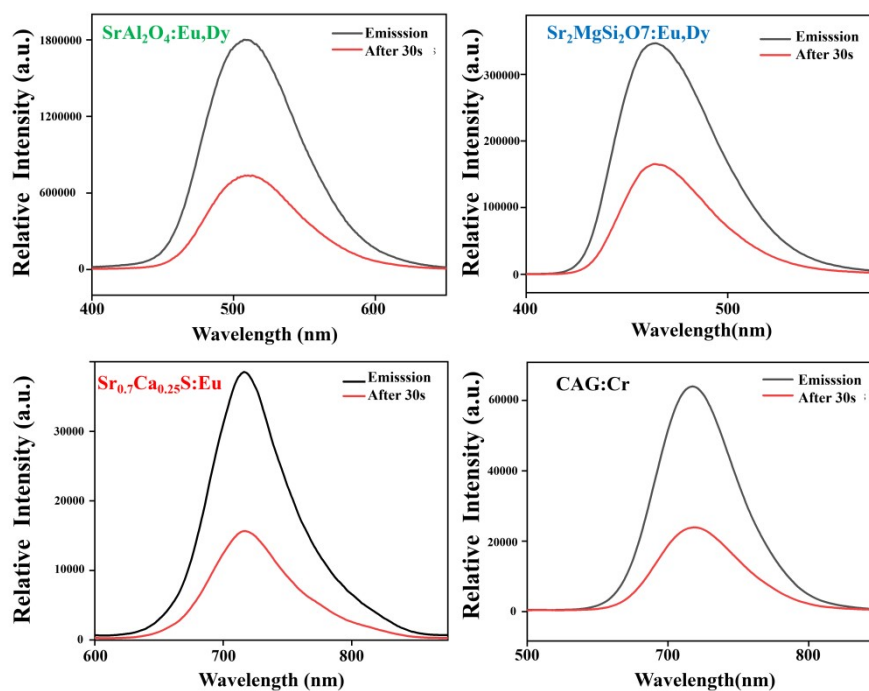 SrAl₂O₄:Eu,Dy
Emisssion
After 30s
Relative Intensity (a.u.)
1800000
1200000
600000
0
400
500
600
Wavelength (nm)
Sr₂MgSi₂O7:Eu,Dy
Emisssion
After 30s
Relative Intensity (a.u.)
300000
200000
100000
0
400
500
Wavelength(nm)
Sr₀.₇Ca₀.₂₅S:Eu
Emisssion
After 30s
Relative Intensity (a.u.)
30000
20000
10000
0
600
700
800
Wavelength (nm)
CAG:Cr
Emisssion
After 30s
Relative Intensity (a.u.)
60000
40000
20000
0
500
700
800
Wavelength(nm)